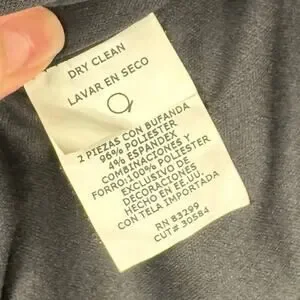 DRY CLEAN
LAVAR EN SECO
2 PIEZAS CON BUFANDA
96% POLIESTER
4% ESPANDEX
COMBINACIONES Y
FORRO:100% POLIESTER
EXCLUSIVO DE
DECORACIONES
HECHO EN EE.UU.
CON TELA IMPORTADA
RN 83299
CUT# 30584